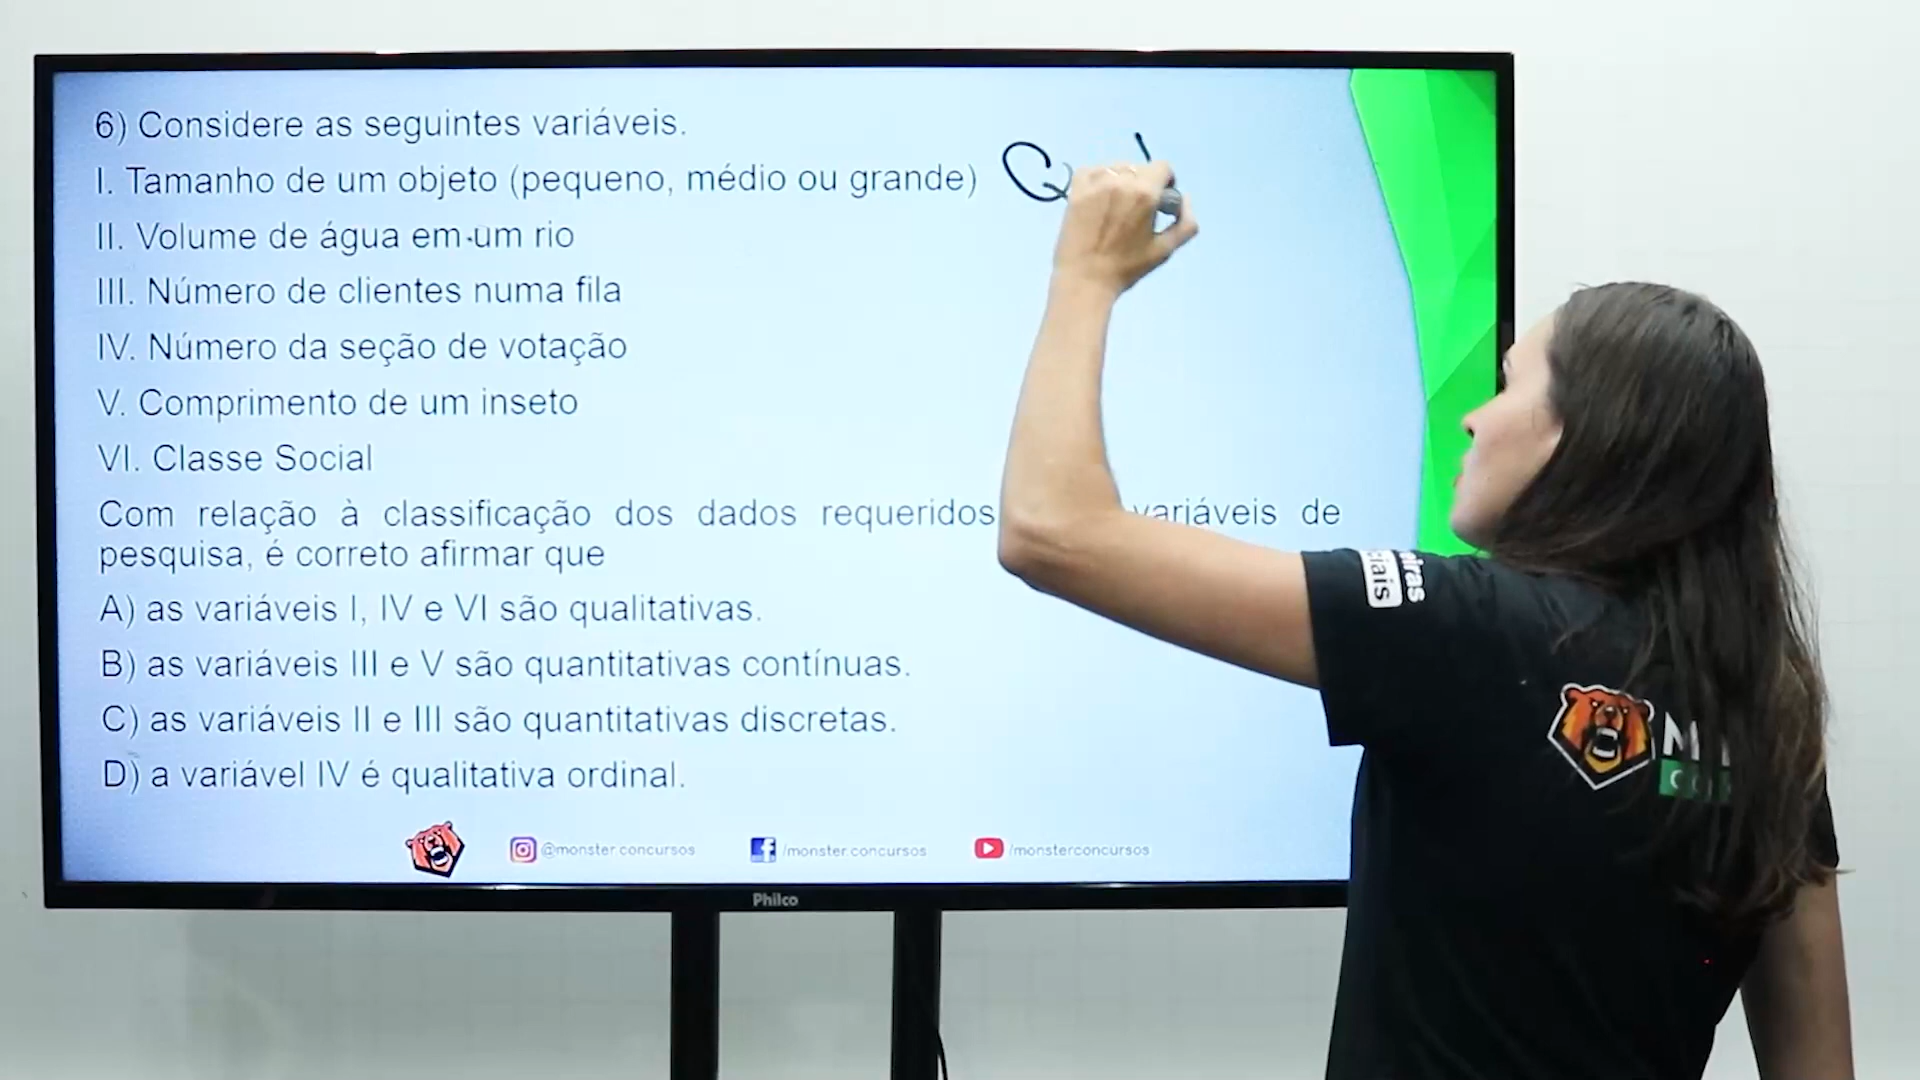 6) Considere as seguintes variáveis.
I. Tamanho de um objeto (pequeno, médio ou grande)
II. Volume de água em um rio
III. Número de clientes numa fila
IV. Número da seção de votação
V. Comprimento de um inseto
VI. Classe Social
Com relação à classificação dos dados requeridos variáveis de
pesquisa, é correto afirmar que
A) as variáveis I, IV e VI são qualitativas.
B) as variáveis III e V são quantitativas contínuas.
C) as variáveis II e III são quantitativas discretas.
D) a variável IV é qualitativa ordinal.
@monster.concursos
/monster.concursos
/monsterconcursos
Philco